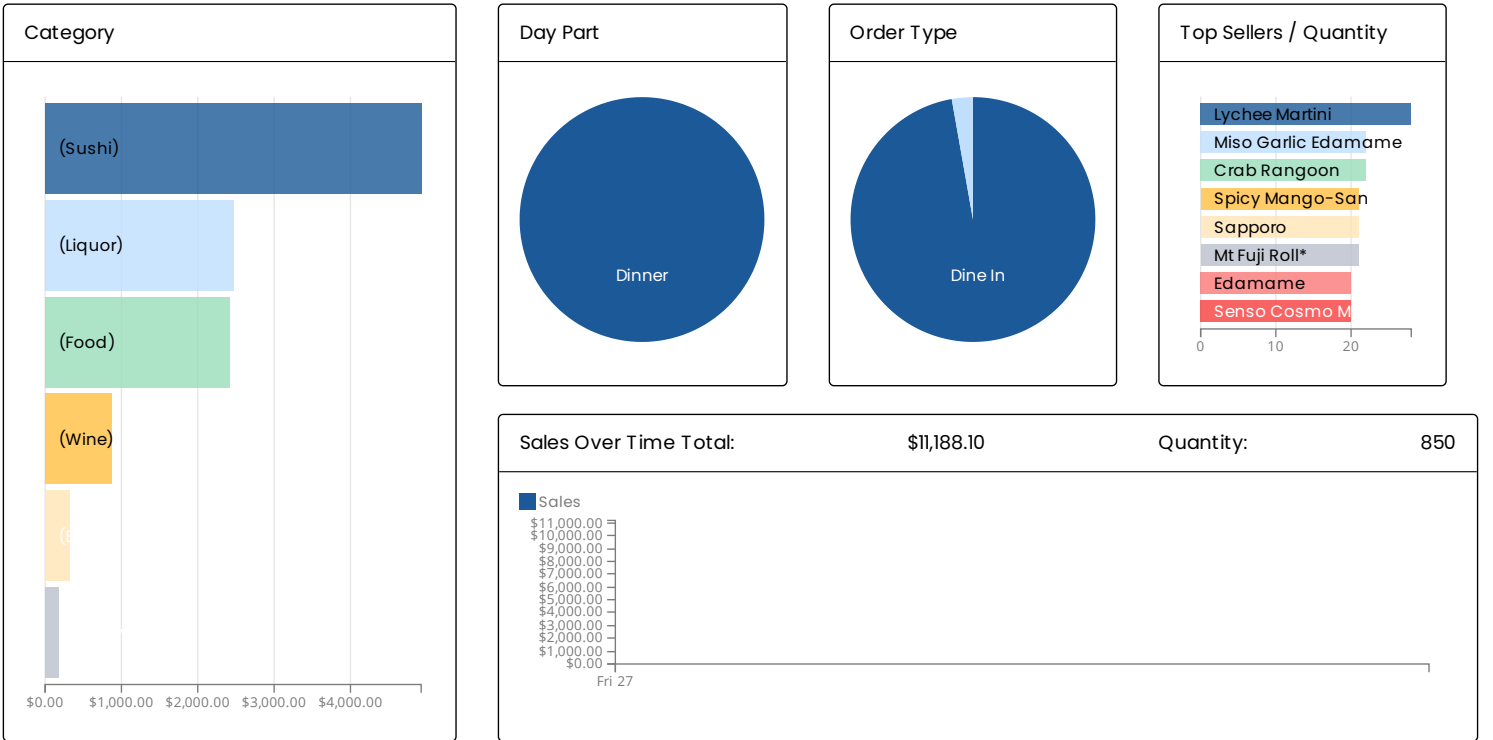 Category
(Sushi)
(Liquor)
(Food)
(Wine)
$0.00 $1,000.00 $2,000.00 $3,000.00 $4,000.00
Day Part
Dinner
Order Type
Dine In
Top Sellers / Quantity
Lychee Martini
Miso Garlic Edamame
Crab Rangoon
Spicy Mango-San
Sapporo
Mt Fuji Roll*
Edamame
Senso Cosmo M
0 10 20
Sales Over Time Total: $11,188.10 Quantity: 850
Sales
$11,000.00
$10,000.00
$9,000.00
$8,000.00
$7,000.00
$6,000.00
$5,000.00
$4,000.00
$3,000.00
$2,000.00
$1,000.00
$0.00
Fri 27